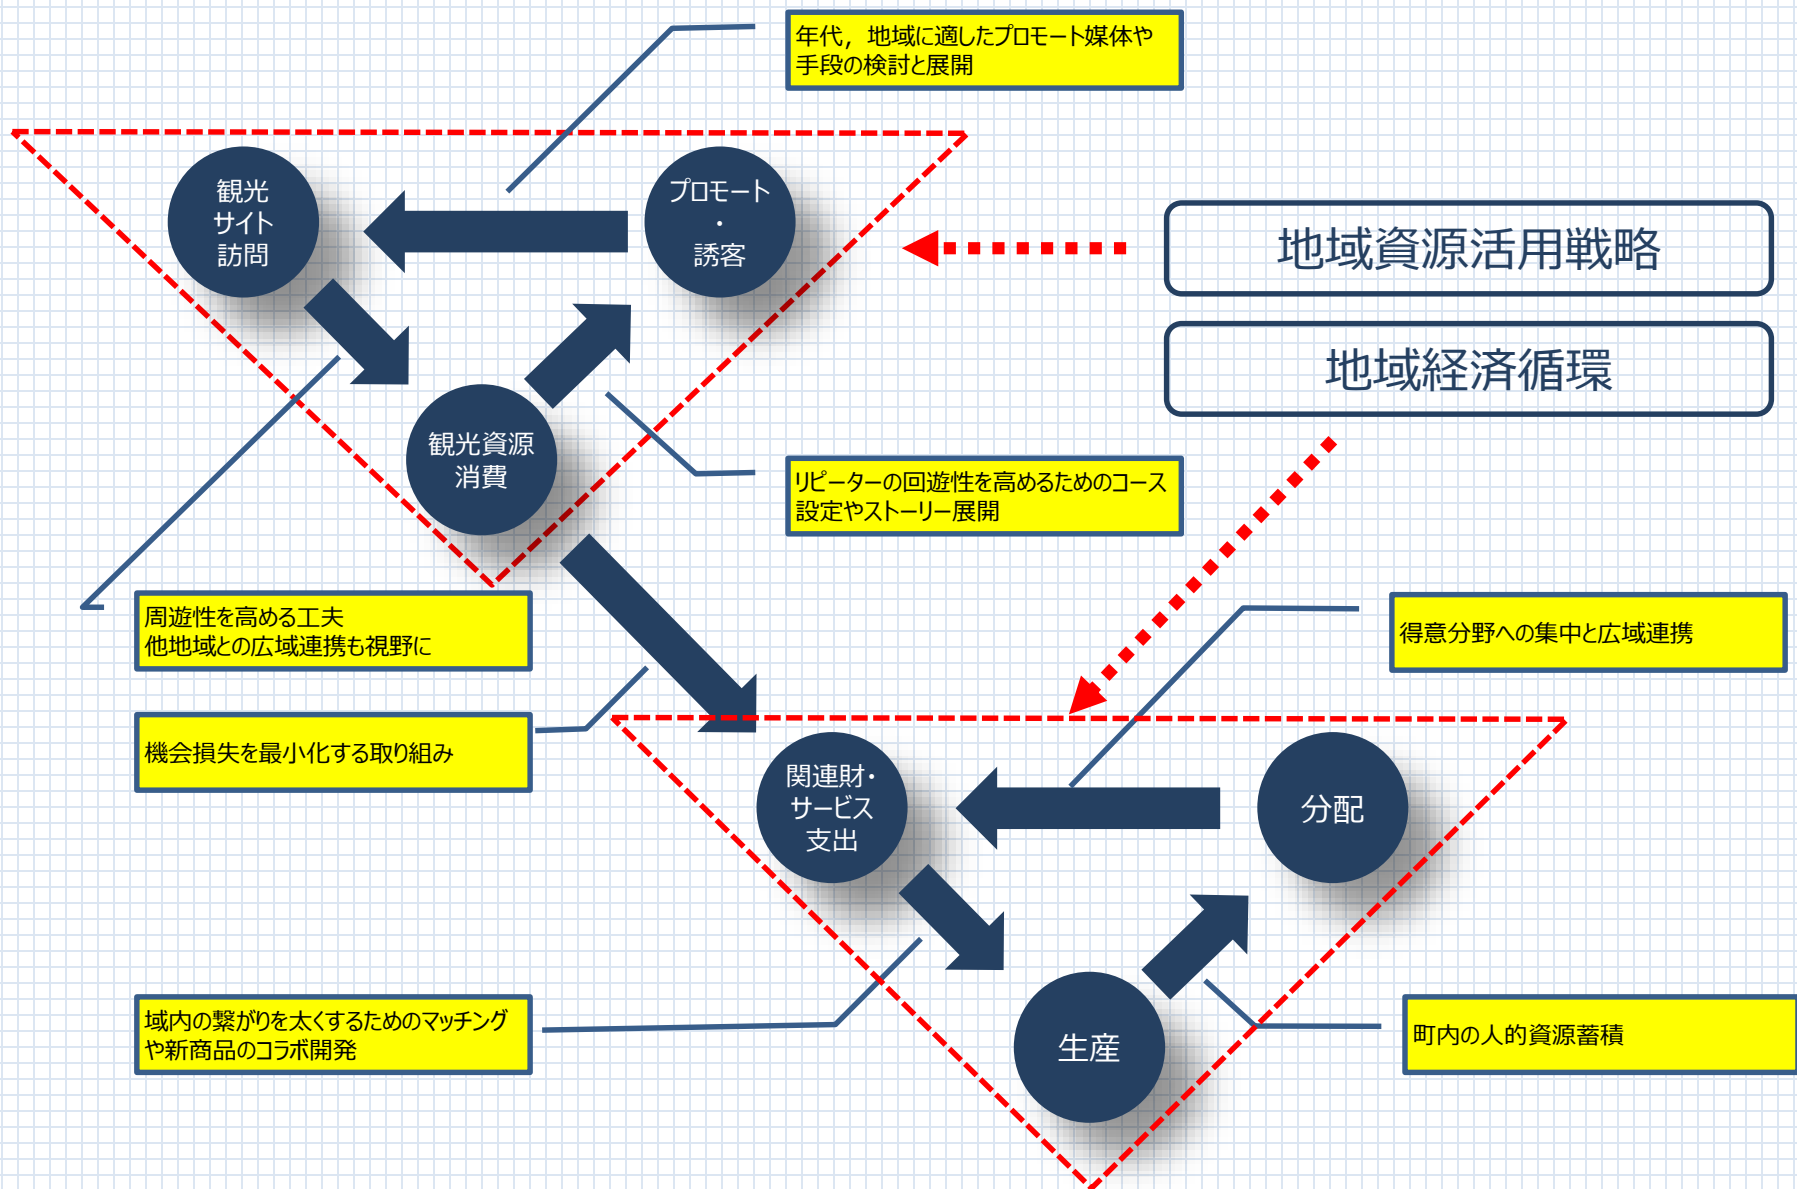 年代，地域に適したプロモート媒体や
手段の検討と展開
観光
サイト
訪問
プロモート
・
誘客
地域資源活用戦略
地域経済循環
観光資源
消費
リピーターの回遊性を高めるためのコース
設定やストーリー展開
周遊性を高める工夫
他地域との広域連携も視野に
得意分野への集中と広域連携
機会損失を最小化する取り組み
関連財・
サービス
支出
分配
域内の繋がりを太くするためのマッチング
や新商品のコラボ開発
生産
町内の人的資源蓄積